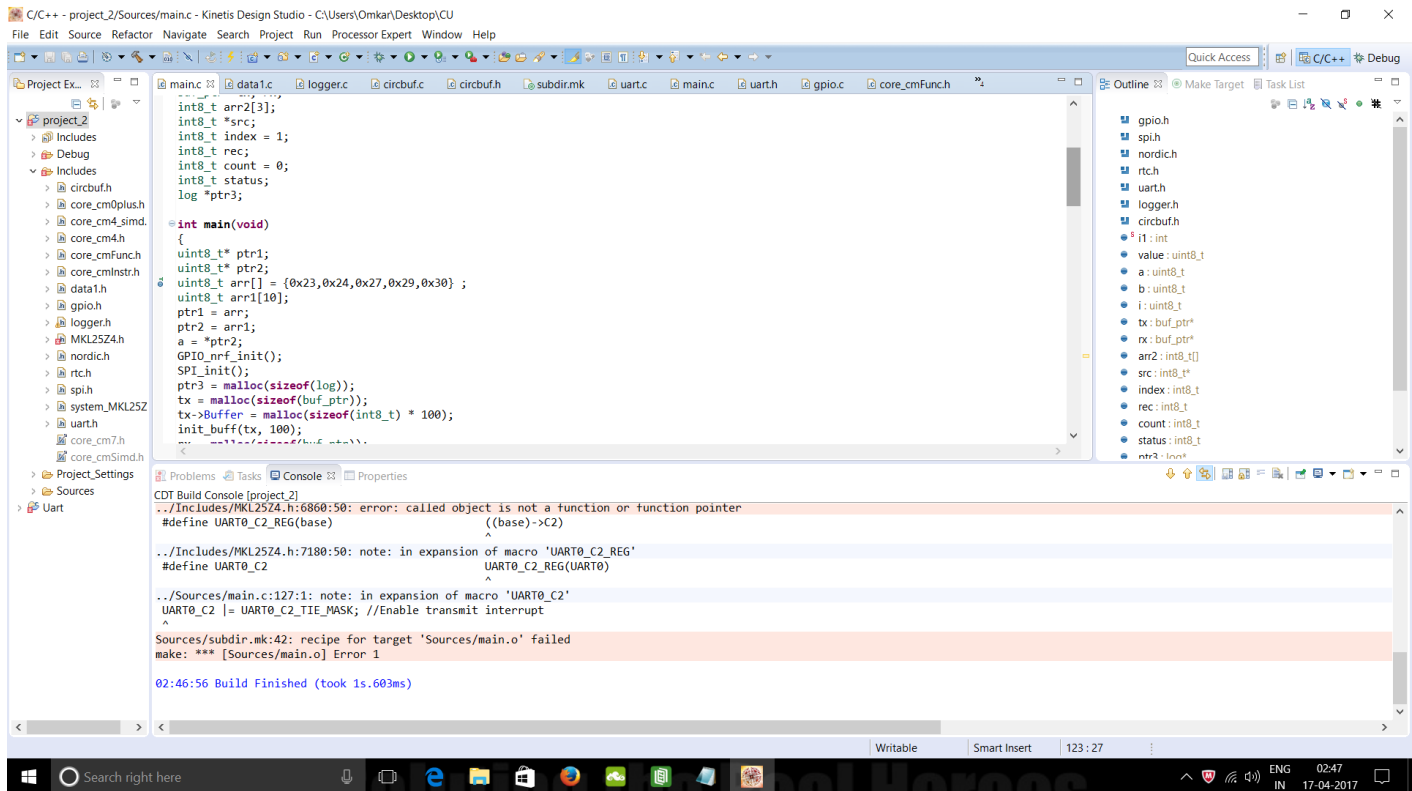 C/C++ - project_2/Sources/main.c - Kinetis Design Studio - C:\Users\Omkar\Desktop\CU
File Edit Source Refactor Navigate Search Project Run Processor Expert Window Help
Quick Access C/C++ Debug
Project Ex...
project_2
Includes
Debug
Includes
circbuf.h
core_cm0plus.h
core_cm4_simd.
core_cm4.h
core_cmFunc.h
core_cmInstr.h
data1.h
gpio.h
logger.h
MKL25Z4.h
nordic.h
rtc.h
spi.h
system_MKL25Z
uart.h
core_cm7.h
core_cmSimd.h
Project_Settings
Sources
Uart
main.c data1.c logger.c circbuf.c circbuf.h subdir.mk uart.c main.c uart.h gpio.c core_cmFunc.h "4
int8_t arr2[3];
int8_t *src;
int8_t index = 1;
int8_t rec;
int8_t count = 0;
int8_t status;
log *ptr3;
int main(void)
{
uint8_t* ptr1;
uint8_t* ptr2;
uint8_t arr[] = {0x23,0x24,0x27,0x29,0x30} ;
uint8_t arr1[10];
ptr1 = arr;
ptr2 = arr1;
a = *ptr2;
GPIO_nrf_init();
SPI_init();
ptr3 = malloc(sizeof(log));
tx = malloc(sizeof(buf_ptr));
tx->Buffer = malloc(sizeof(int8_t) * 100);
init_buff(tx, 100);
rx = malloc(sizeof(buf_ptr));
Outline Make Target Task List
gpio.h
spi.h
nordic.h
rtc.h
uart.h
logger.h
circbuf.h
S i1 : int
value : uint8_t
a : uint8_t
b : uint8_t
i : uint8_t
tx : buf_ptr*
rx : buf_ptr*
arr2 : int8_t[]
src : int8_t*
index : int8_t
rec : int8_t
count : int8_t
status : int8_t
ptr3 : log*
Problems Tasks Console Properties
CDT Build Console [project_2]
../Includes/MKL25Z4.h:6860:50: error: called object is not a function or function pointer
#define UART0_C2_REG(base) ((base)->C2)
^
../Includes/MKL25Z4.h:7180:50: note: in expansion of macro 'UART0_C2_REG'
#define UART0_C2 UART0_C2_REG(UART0)
^
../Sources/main.c:127:1: note: in expansion of macro 'UART0_C2'
UART0_C2 |= UART0_C2_TIE_MASK; //Enable transmit interrupt
^
Sources/subdir.mk:42: recipe for target 'Sources/main.o' failed
make: *** [Sources/main.o] Error 1
02:46:56 Build Finished (took 1s.603ms)
Writable Smart Insert 123 : 27
Search right here
ENG 02:47
IN 17-04-2017